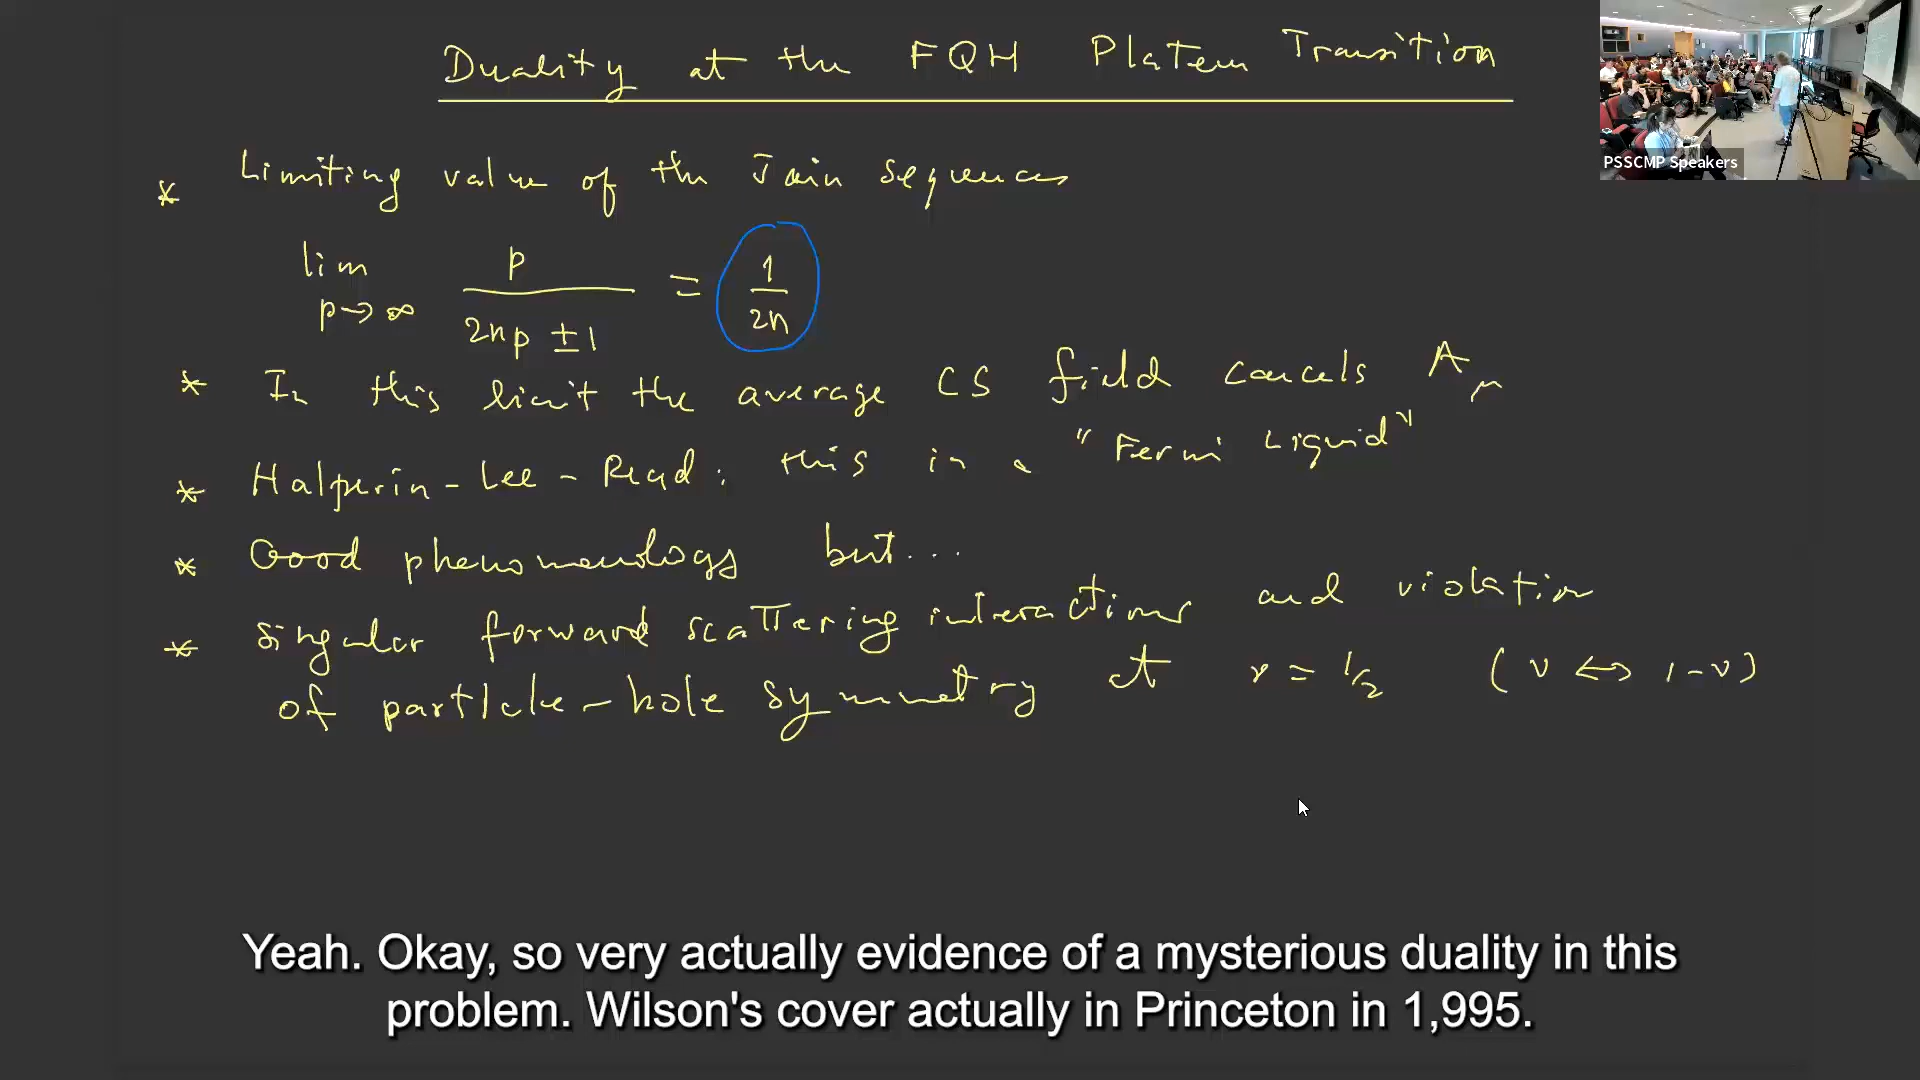 Duality at the FQH Plateau Transition
PSSCMP Speakers
* Limiting value of the Jain sequences
lim p→∞ p / (2np ± 1) = 1/2n
* In this limit the average CS field cancels Aμ
* Halperin-Lee-Read: this is a "Fermi Liquid"
* Good phenomenology but...
* Singular forward scattering interactions and violation
of particle-hole symmetry at ν = 1/2 (ν ⟷ 1-ν)
Yeah. Okay, so very actually evidence of a mysterious duality in this
problem. Wilson's cover actually in Princeton in 1,995.